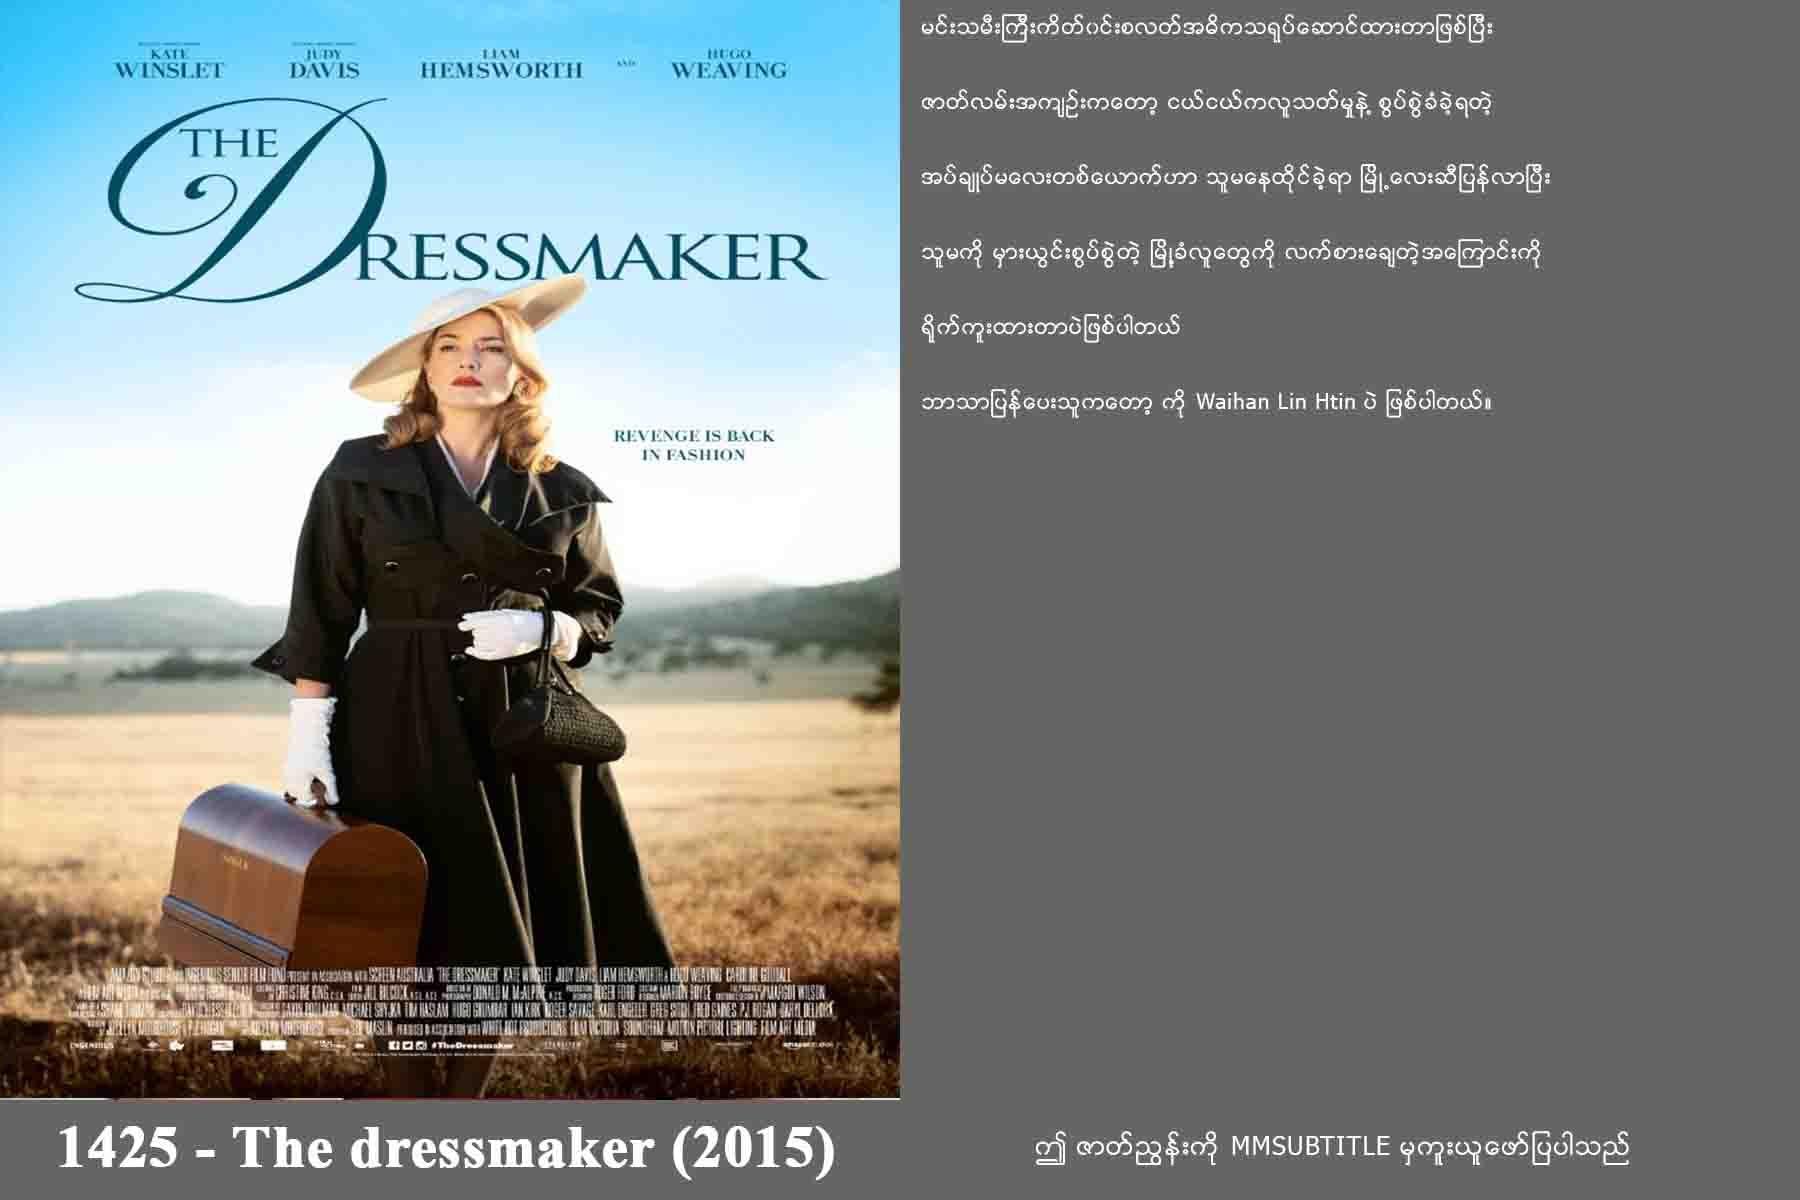 KATE WINSLET
JUDY DAVIS
LIAM HEMSWORTH
AND
HUGO WEAVING
THE DRESSMAKER
REVENGE IS BACK
IN FASHION
SINGER
#TheDressmaker
1425 - The dressmaker (2015)
မင်းသမီးကြီးကိတ်ဝင်းစလတ်အဓိကသရုပ်ဆောင်ထားတာဖြစ်ပြီး
ဇာတ်လမ်းအကျဉ်းကတော့ ငယ်ငယ်ကလူသတ်မှုနဲ့ စွပ်စွဲခံခဲ့ရတဲ့
အပ်ချုပ်မလေးတစ်ယောက်ဟာ သူမနေထိုင်ခဲ့ရာ မြို့လေးဆီပြန်လာပြီး
သူမကို မှားယွင်းစွပ်စွဲတဲ့ မြို့ခံလူတွေကို လက်စားချေတဲ့အကြောင်းကို
ရိုက်ကူးထားတာပဲဖြစ်ပါတယ်
ဘာသာပြန်ပေးသူကတော့ ကို Waihan Lin Htin ပဲ ဖြစ်ပါတယ်။
ဤ ဇာတ်ညွန်းကို MMSUBTITLE မှကူးယူဖော်ပြပါသည်